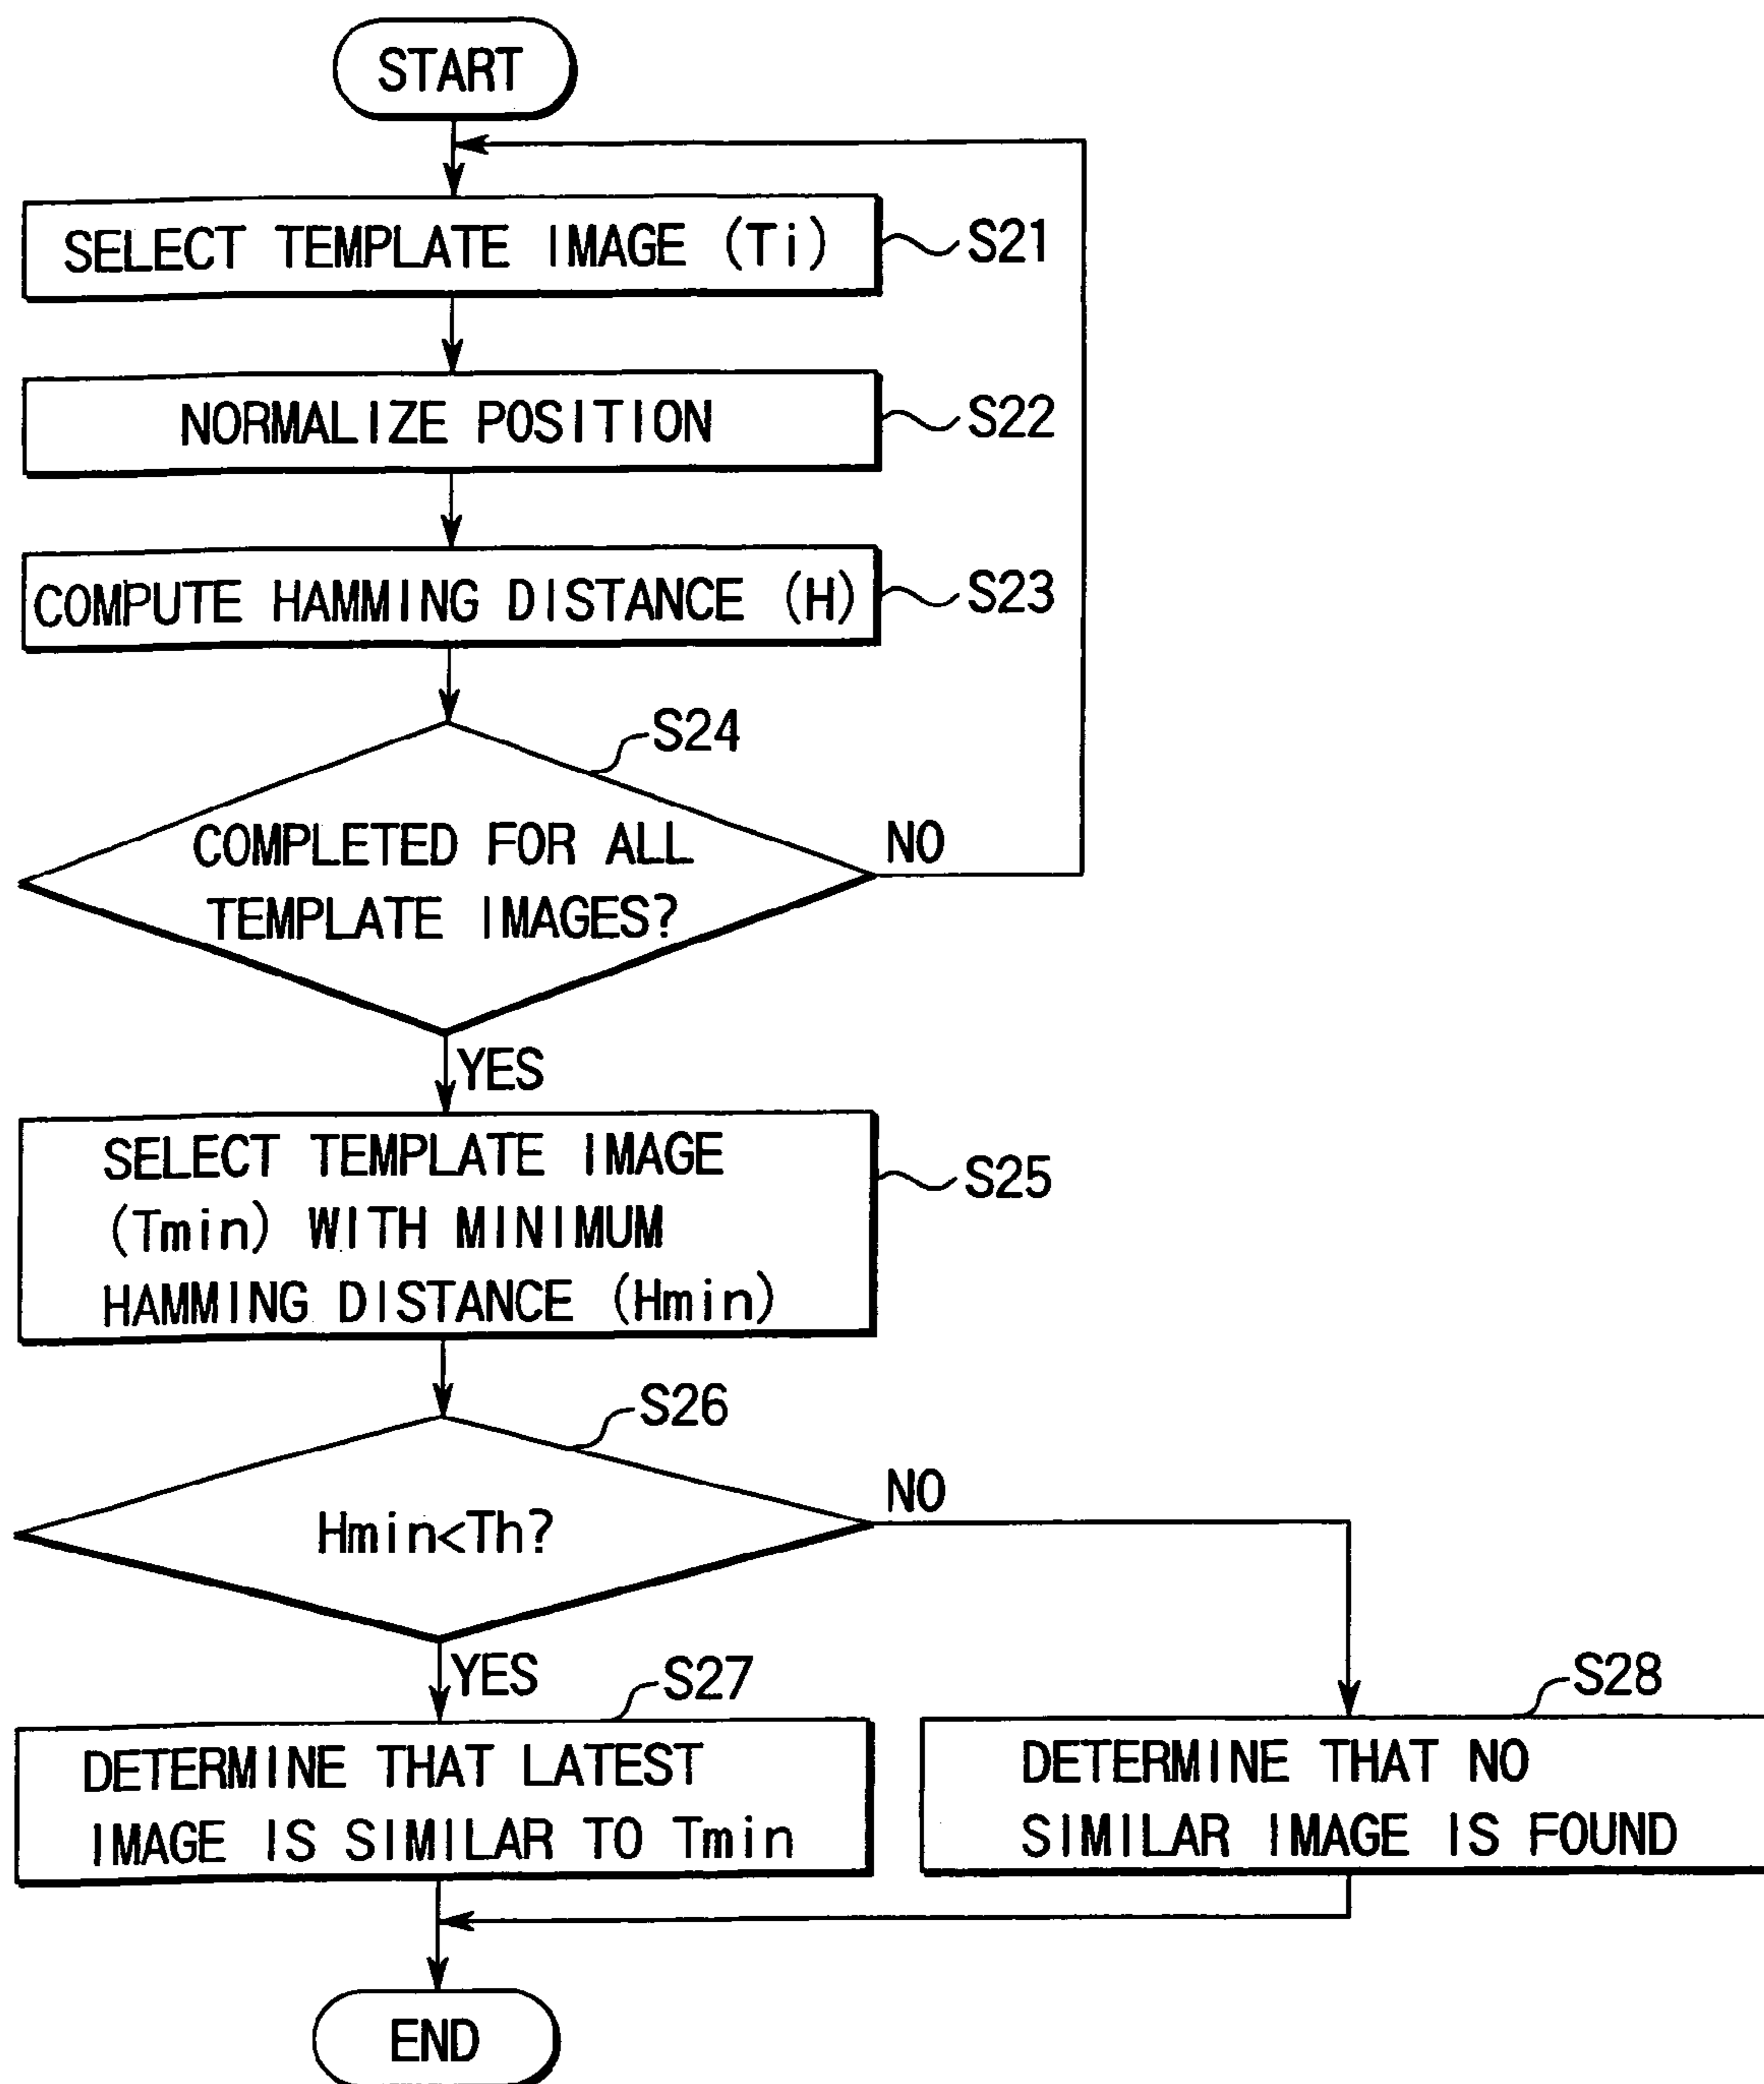 START
SELECT TEMPLATE IMAGE (Ti)
S21
NORMALIZE POSITION
S22
COMPUTE HAMMING DISTANCE (H)
S23
S24
COMPLETED FOR ALL
TEMPLATE IMAGES?
NO
YES
SELECT TEMPLATE IMAGE
(Tmin) WITH MINIMUM
HAMMING DISTANCE (Hmin)
S25
S26
Hmin<Th?
NO
YES
S27
DETERMINE THAT LATEST
IMAGE IS SIMILAR TO Tmin
S28
DETERMINE THAT NO
SIMILAR IMAGE IS FOUND
END